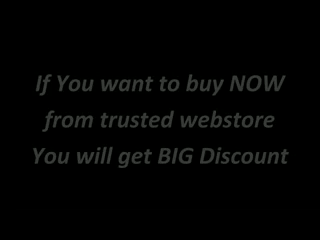 If You want to buy NOW
from trusted webstore
You will get BIG Discount